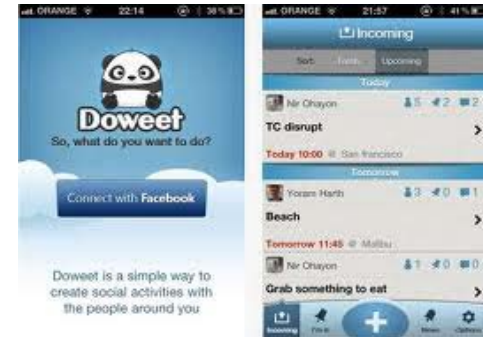 ORANGE 22:14 38%
Doweet
So, what do you want to do?
Connect with Facebook
Doweet is a simple way to
create social activities with
the people around you
ORANGE 21:57 41%
Incoming
Sort: Upcoming
Today
Nir Ohayon 5 2 2
TC disrupt
Today 10:00 @ San francisco
Tomorrow
Yoram Harth 3 0 1
Beach
Tomorrow 11:45 @ Malibu
Nir Ohayon 1 0 0
Grab something to eat
Incoming I'm in News Options